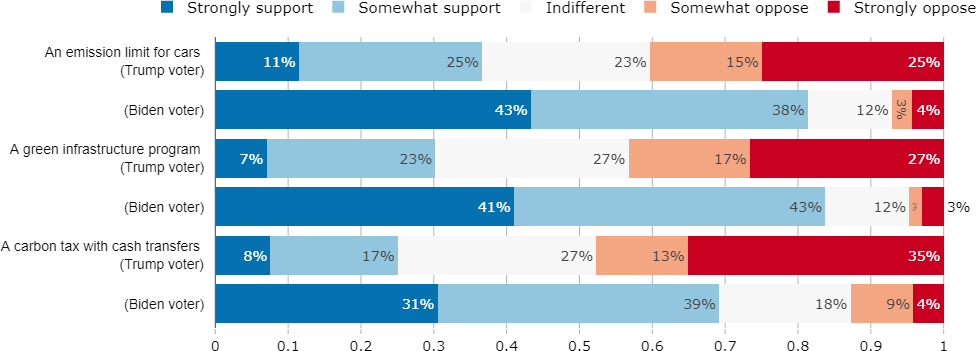 Strongly support Somewhat support Indifferent Somewhat oppose Strongly oppose
An emission limit for cars
(Trump voter)
11% 25% 23% 15% 25%
(Biden voter)
43% 38% 12% 3% 4%
A green infrastructure program
(Trump voter)
7% 23% 27% 17% 27%
(Biden voter)
41% 43% 12% 3%
A carbon tax with cash transfers
(Trump voter)
8% 17% 27% 13% 35%
(Biden voter)
31% 39% 18% 9% 4%
0 0.1 0.2 0.3 0.4 0.5 0.6 0.7 0.8 0.9 1